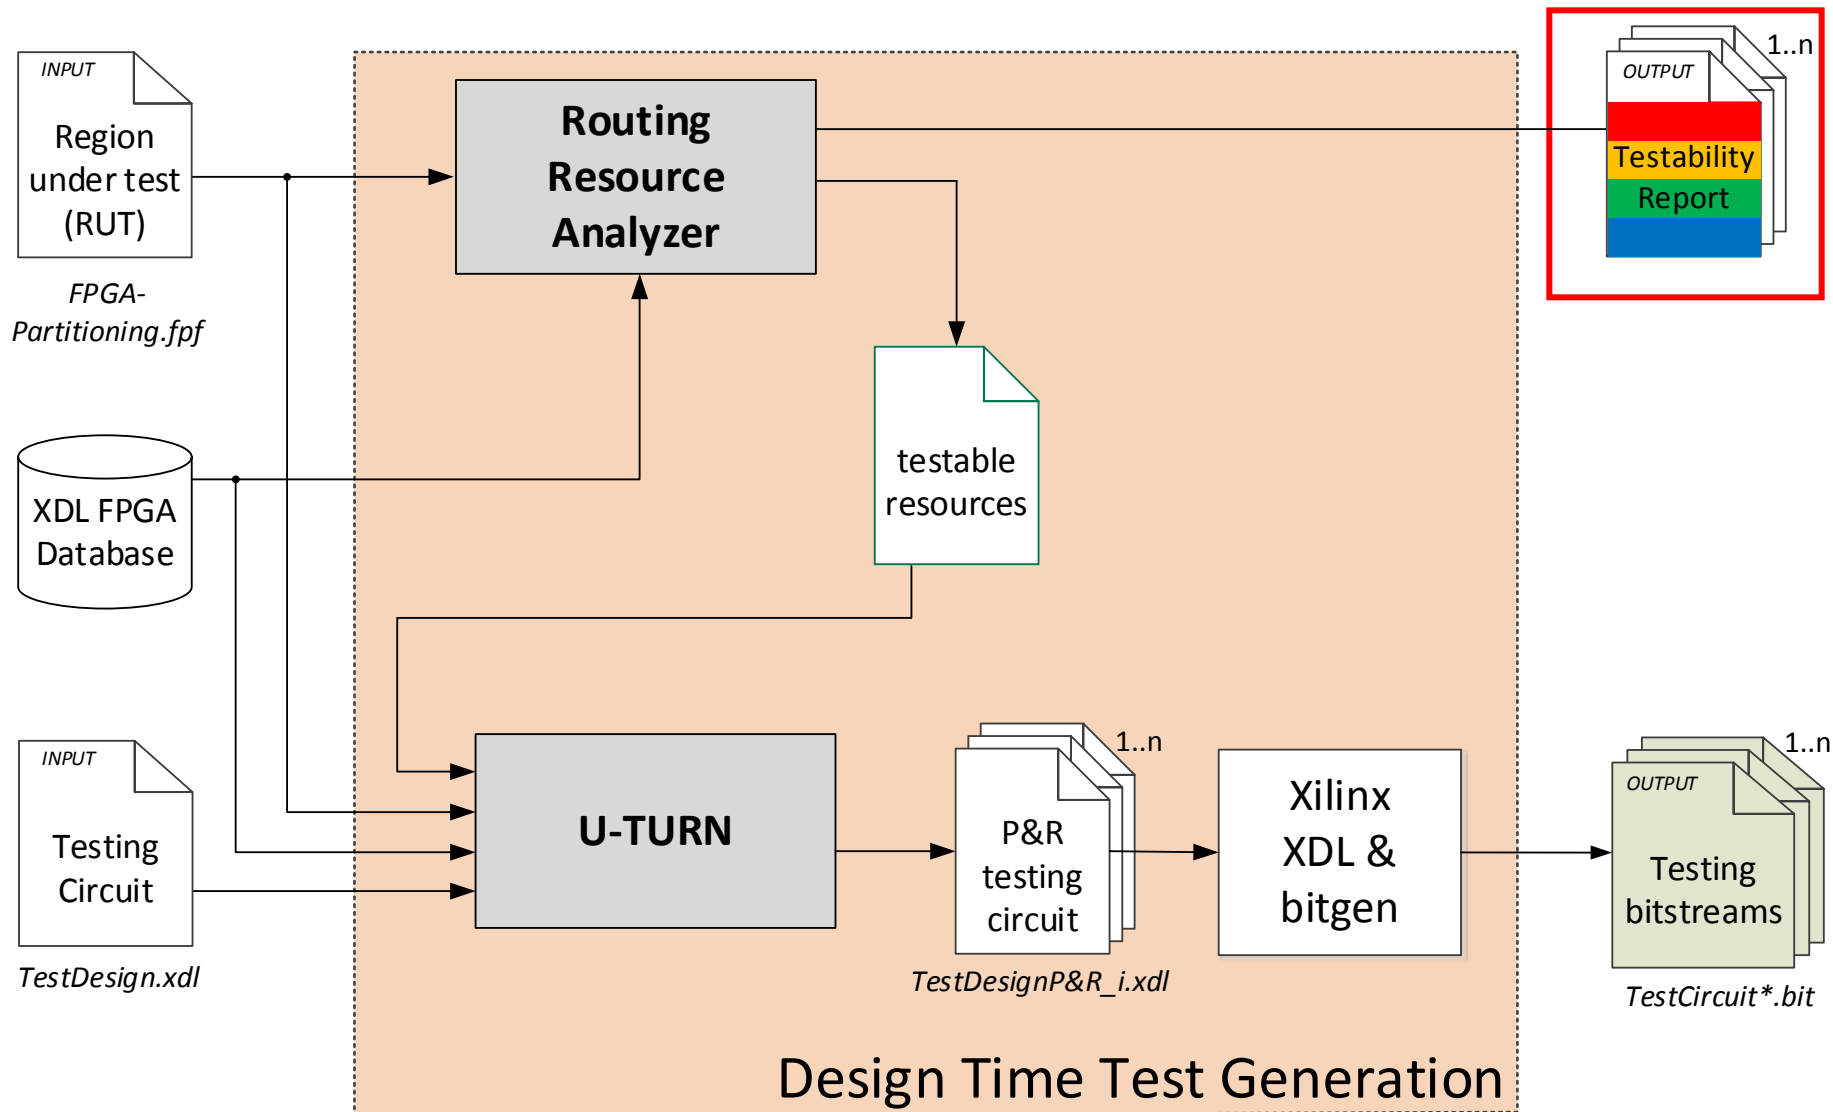 INPUT
Region
under test
(RUT)
FPGA-
Partitioning.fpf
Routing
Resource
Analyzer
1..n
OUTPUT
Testability
Report
XDL FPGA
Database
testable
resources
INPUT
Testing
Circuit
TestDesign.xdl
U-TURN
1..n
P&R
testing
circuit
TestDesignP&R_i.xdl
Xilinx
XDL &
bitgen
1..n
OUTPUT
Testing
bitstreams
TestCircuit*.bit
Design Time Test Generation